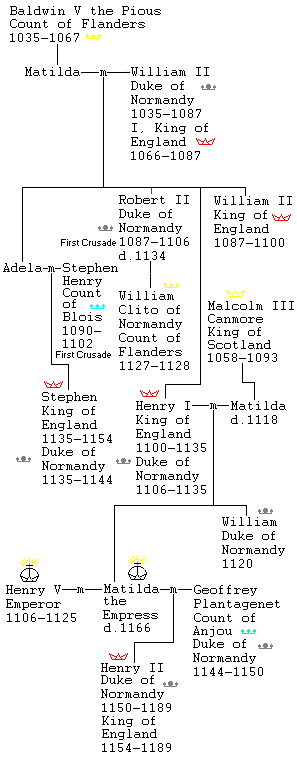 Baldwin V the Pious
Count of Flanders
1035-1067
Matilda—m—William II
Duke of
Normandy
1035-1087
I, King of
England
1066-1087
Robert II
Duke of
Normandy
First Crusade 1087-1106
d.1134
William II
King of
England
1087-1100
Adela-m-Stephen
Henry
Count
of
Blois
1090-
1102
First Crusade
William
Clito of
Normandy
Count of
Flanders
1127-1128
Malcolm III
Canmore
King of
Scotland
1058-1093
Stephen
King of
England
1135-1154
Duke of
Normandy
1135-1144
Henry I—m—Matilda
d.1118
King of
England
1100-1135
Duke of
Normandy
1106-1135
William
Duke of
Normandy
1120
Henry V—m—Matilda—m—Geoffrey
Emperor
1106-1125
the
Empress
d.1166
Plantagenet
Count of
Anjou
Duke of
Normandy
1144-1150
Henry II
Duke of
Normandy
1150-1189
King of
England
1154-1189